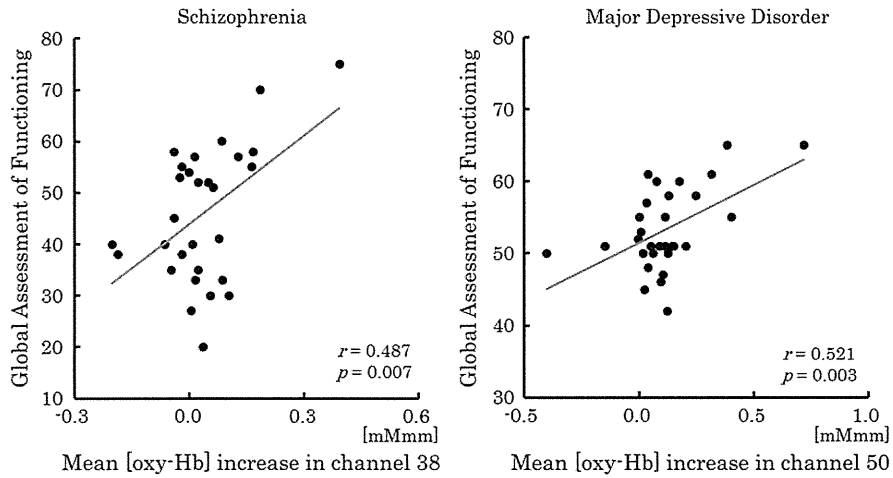 Schizophrenia
Global Assessment of Functioning
80
70
60
50
40
30
20
10
-0.3
0.0
0.3
0.6
r = 0.487
p = 0.007
[mMmm]
Mean [oxy-Hb] increase in channel 38
Major Depressive Disorder
Global Assessment of Functioning
80
70
60
50
40
30
-0.5
0.0
0.5
1.0
r = 0.521
p = 0.003
[mMmm]
Mean [oxy-Hb] increase in channel 50